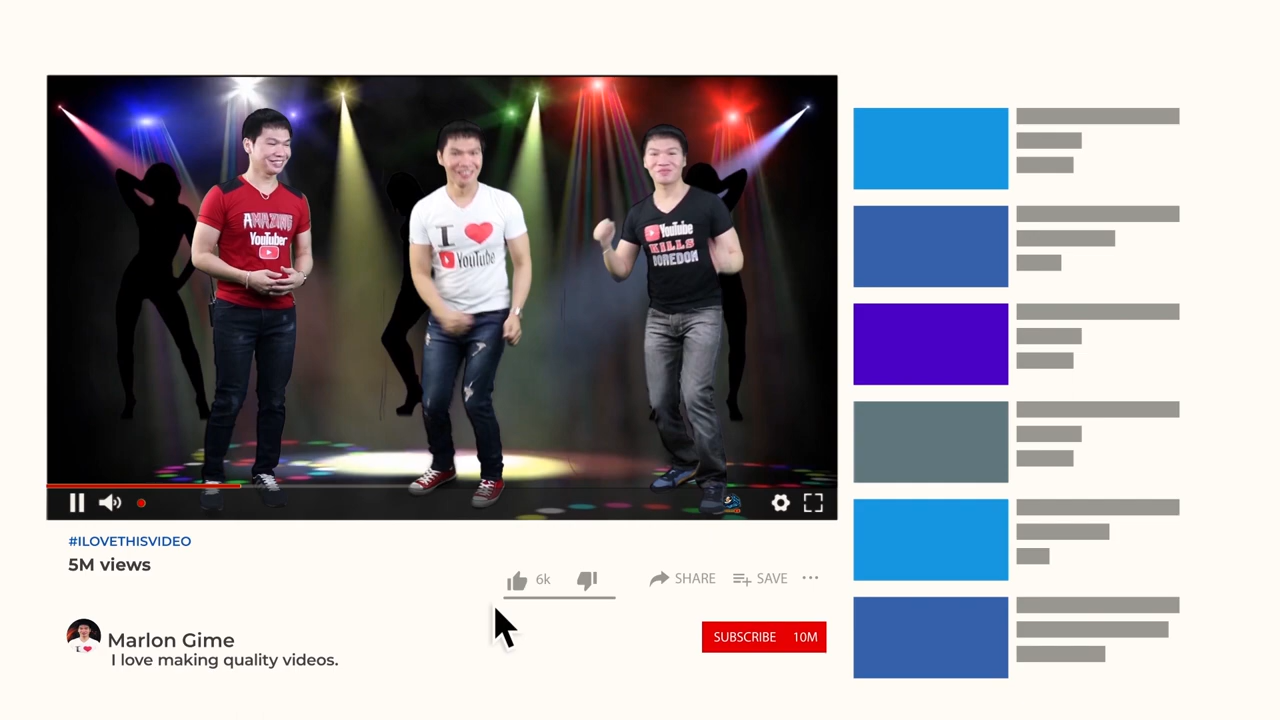 AMAZING
YouTuber
I
YouTube
YouTube
KILLS
BOREDOM
#ILOVETHISVIDEO
5M views
6k
SHARE
SAVE
Marlon Gime
I love making quality videos.
SUBSCRIBE 10M